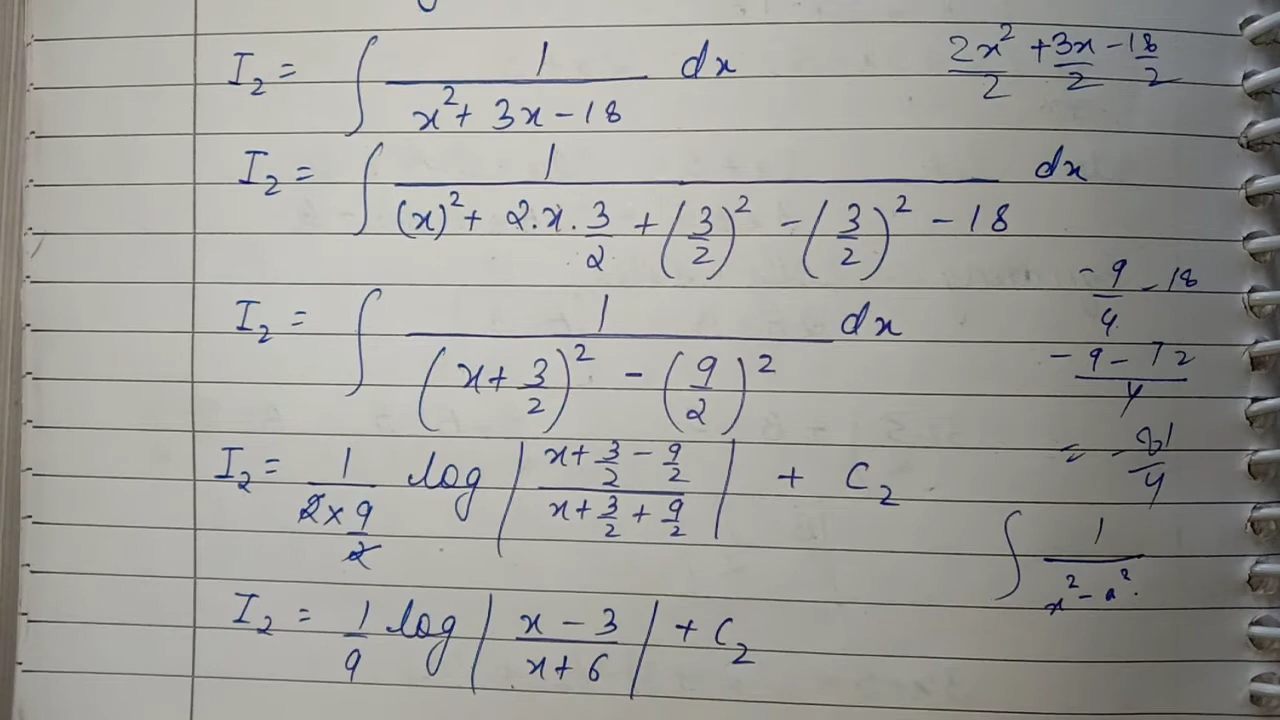 I₂ = ∫ 1/(x² + 3x - 18) dx
2x²/2 + 3x/2 - 18/2
I₂ = ∫ 1/((x)² + 2.x.3/2 + (3/2)² - (3/2)² - 18) dx
-9/4 - 18
I₂ = ∫ 1/((x + 3/2)² - (9/2)²) dx
(-9 - 72)/4
= -81/4
I₂ = 1/(2×9/2) log |(x + 3/2 - 9/2)/(x + 3/2 + 9/2)| + C₂
∫ 1/(x² - a²)
I₂ = 1/9 log |(x - 3)/(x + 6)| + C₂